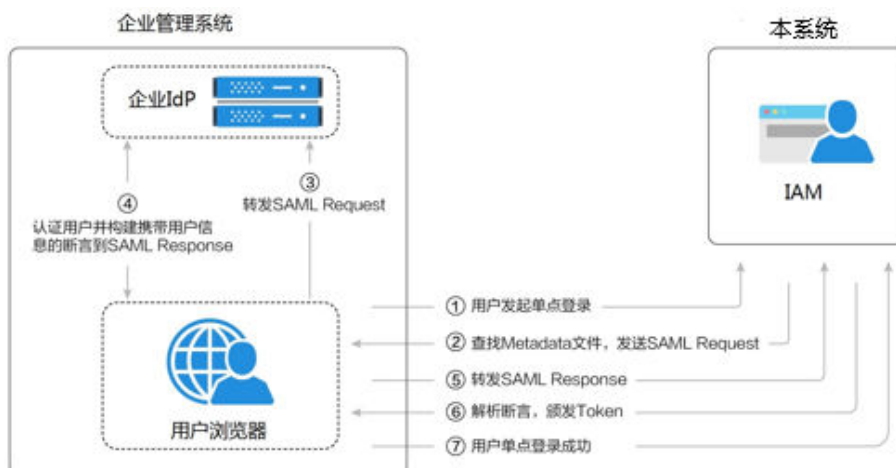 企业管理系统
本系统
企业IdP
③
转发SAML Request
④
认证用户并构建携带用户信
息的断言到SAML Response
IAM
用户浏览器
① 用户发起单点登录
② 查找Metadata文件，发送SAML Request
⑤ 转发SAML Response
⑥ 解析断言，颁发Token
⑦ 用户单点登录成功